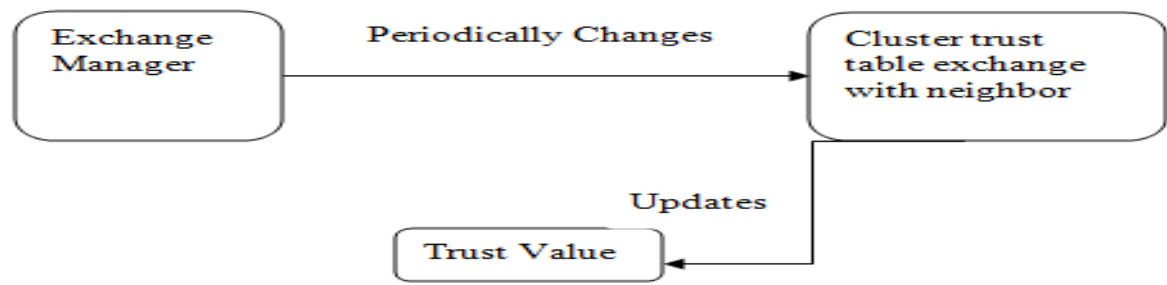 Exchange
Manager
Periodically Changes
Cluster trust
table exchange
with neighbor
Updates
Trust Value